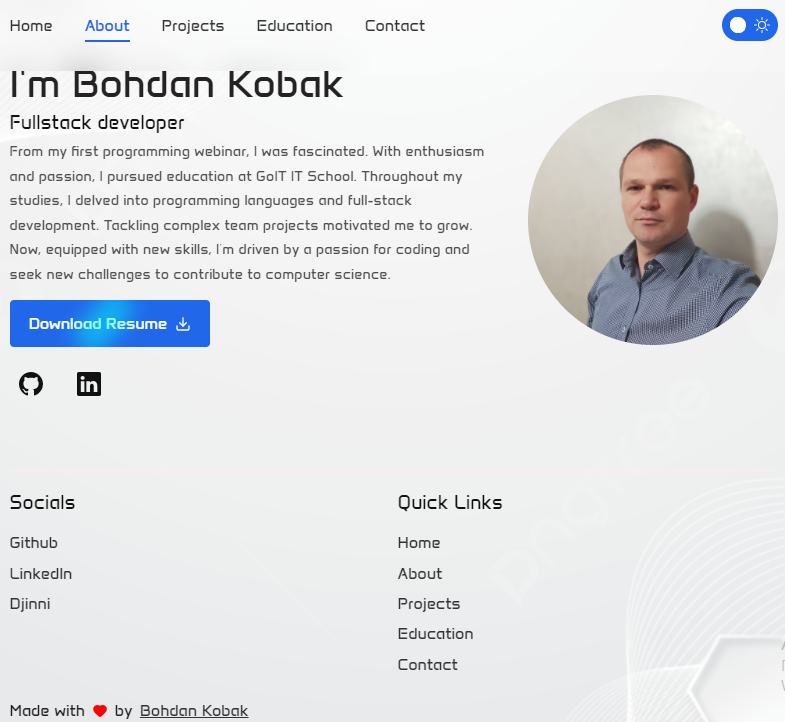 Home About Projects Education Contact
I'm Bohdan Kobak
Fullstack developer
From my first programming webinar, I was fascinated. With enthusiasm
and passion, I pursued education at GoIT IT School. Throughout my
studies, I delved into programming languages and full-stack
development. Tackling complex team projects motivated me to grow.
Now, equipped with new skills, I'm driven by a passion for coding and
seek new challenges to contribute to computer science.
Download Resume
in
Socials
Github
LinkedIn
Djinni
Quick Links
Home
About
Projects
Education
Contact
pngtree
Made with ❤ by Bohdan Kobak